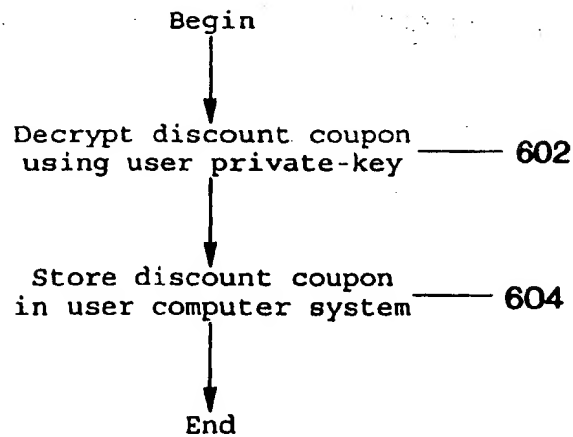 Begin
Decrypt discount coupon
using user private-key
602
Store discount coupon
in user computer system
604
End